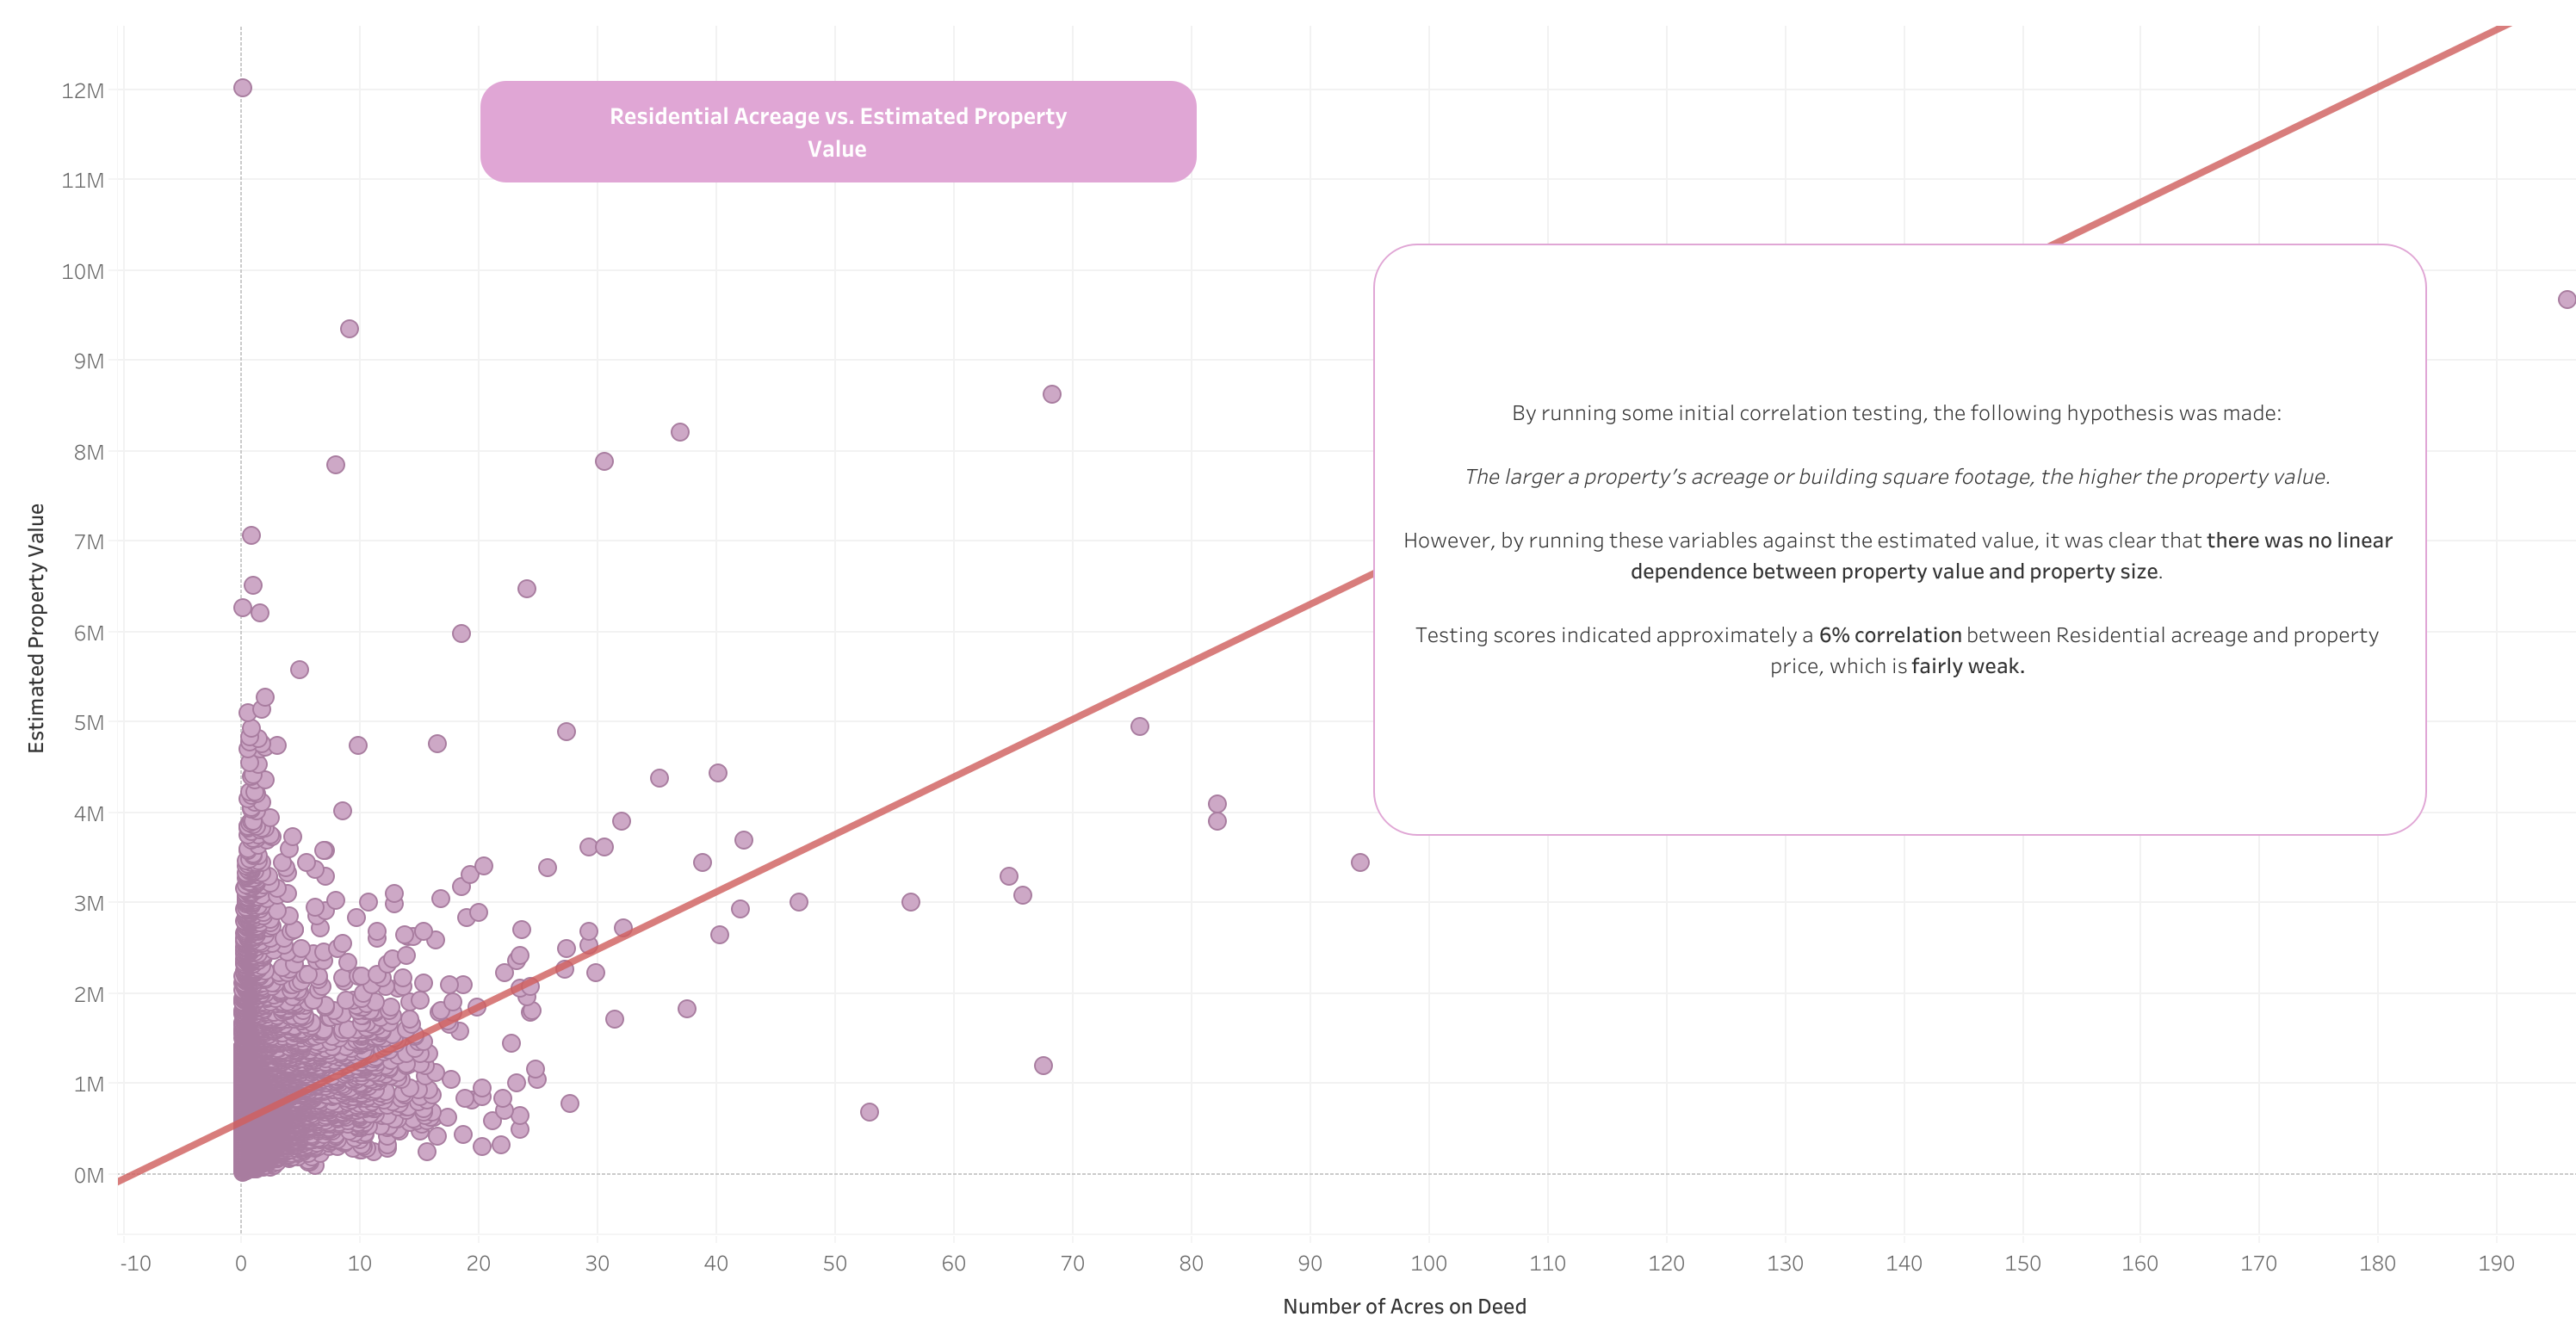 Residential Acreage vs. Estimated Property
Value
12M
11M
10M
9M
8M
7M
6M
5M
4M
3M
2M
1M
0M
Estimated Property Value
By running some initial correlation testing, the following hypothesis was made:
The larger a property’s acreage or building square footage, the higher the property value.
However, by running these variables against the estimated value, it was clear that there was no linear
dependence between property value and property size.
Testing scores indicated approximately a 6% correlation between Residential acreage and property
price, which is fairly weak.
-10 0 10 20 30 40 50 60 70 80 90 100 110 120 130 140 150 160 170 180 190
Number of Acres on Deed